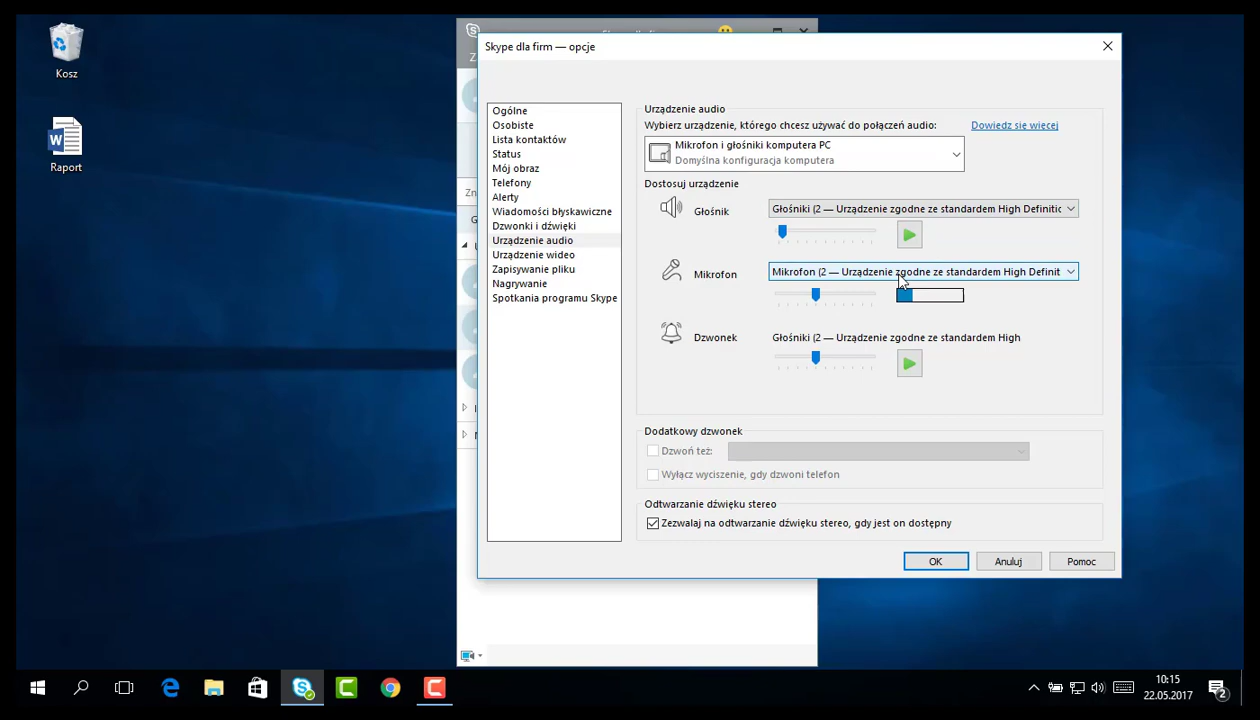 Kosz
Raport
Skype dla firm — opcje
Ogólne
Osobiste
Lista kontaktów
Status
Mój obraz
Telefony
Alerty
Wiadomości błyskawiczne
Dzwonki i dźwięki
Urządzenie audio
Urządzenie wideo
Zapisywanie pliku
Nagrywanie
Spotkania programu Skype
Urządzenie audio
Wybierz urządzenie, którego chcesz używać do połączeń audio:
Dowiedz się więcej
Mikrofon i głośniki komputera PC
Domyślna konfiguracja komputera
Dostosuj urządzenie
Głośnik
Głośniki (2 — Urządzenie zgodne ze standardem High Definitic
Mikrofon
Mikrofon (2 — Urządzenie zgodne ze standardem High Definit
Dzwonek
Głośniki (2 — Urządzenie zgodne ze standardem High
Dodatkowy dzwonek
Dzwoń też:
Wyłącz wyciszenie, gdy dzwoni telefon
Odtwarzanie dźwięku stereo
Zezwalaj na odtwarzanie dźwięku stereo, gdy jest on dostępny
OK
Anuluj
Pomoc
10:15
22.05.2017
2